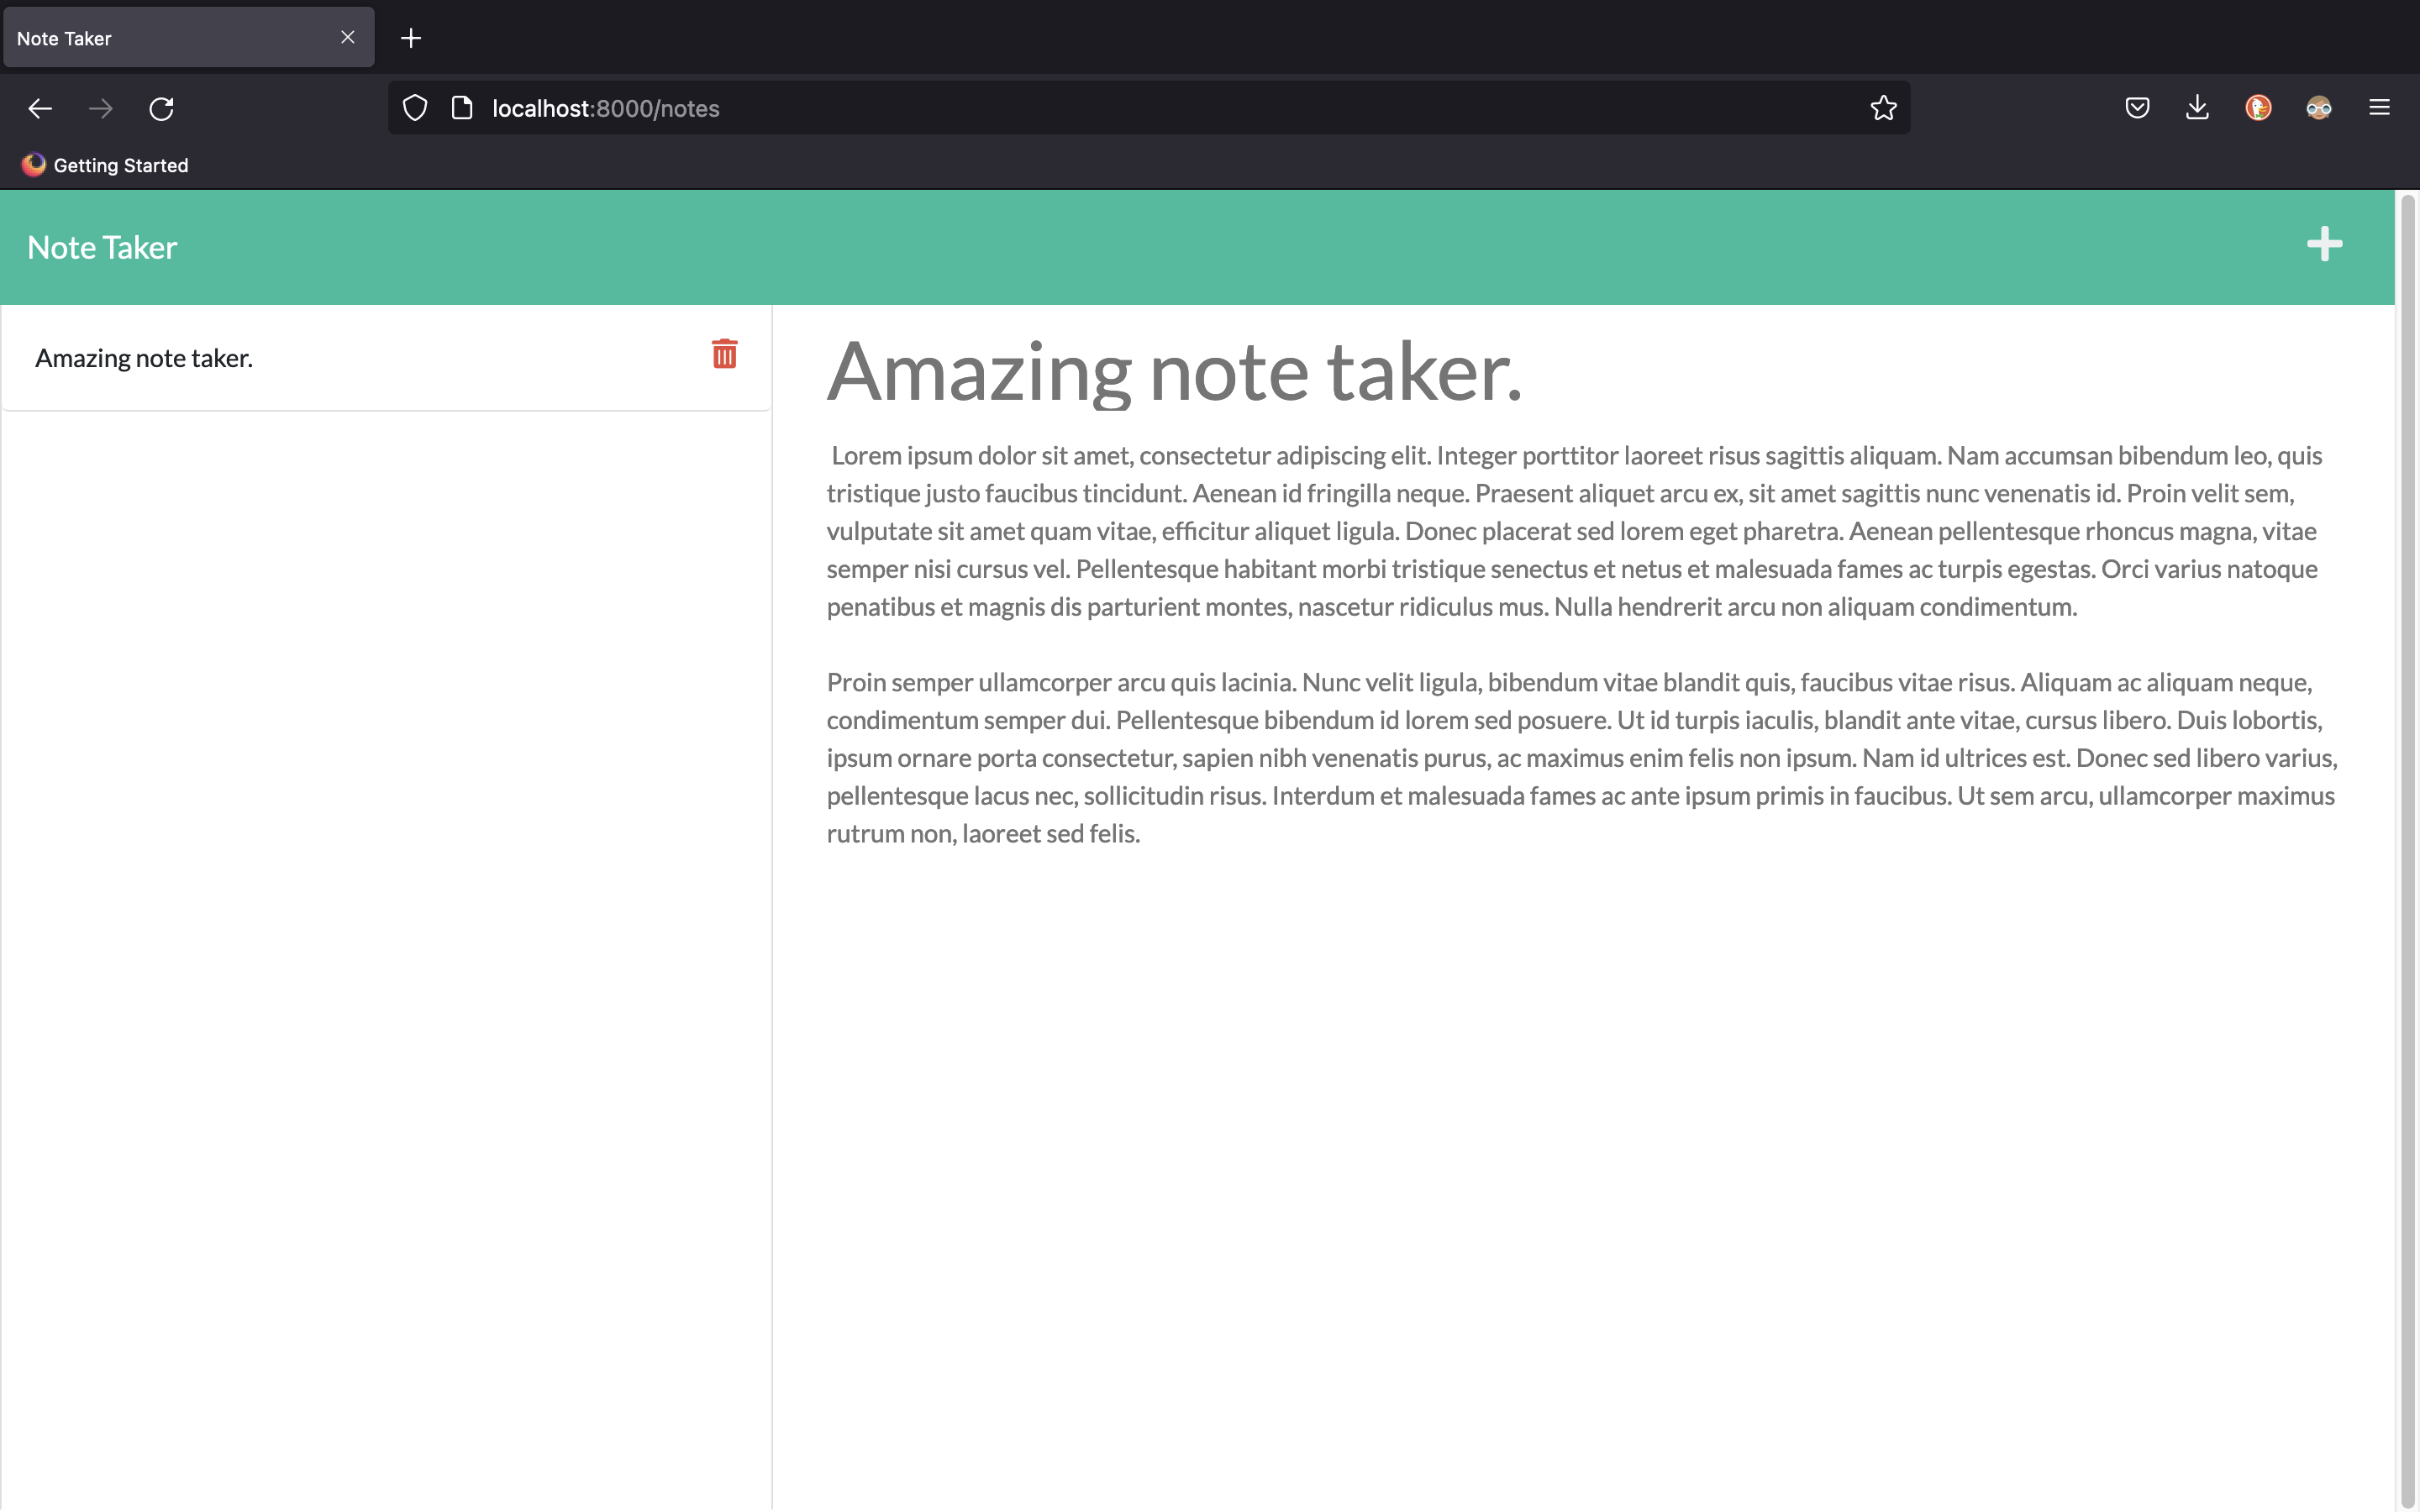 Note Taker
localhost:8000/notes
Getting Started
Note Taker
Amazing note taker.
Amazing note taker.
Lorem ipsum dolor sit amet, consectetur adipiscing elit. Integer porttitor laoreet risus sagittis aliquam. Nam accumsan bibendum leo, quis
tristique justo faucibus tincidunt. Aenean id fringilla neque. Praesent aliquet arcu ex, sit amet sagittis nunc venenatis id. Proin velit sem,
vulputate sit amet quam vitae, efficitur aliquet ligula. Donec placerat sed lorem eget pharetra. Aenean pellentesque rhoncus magna, vitae
semper nisi cursus vel. Pellentesque habitant morbi tristique senectus et netus et malesuada fames ac turpis egestas. Orci varius natoque
penatibus et magnis dis parturient montes, nascetur ridiculus mus. Nulla hendrerit arcu non aliquam condimentum.
Proin semper ullamcorper arcu quis lacinia. Nunc velit ligula, bibendum vitae blandit quis, faucibus vitae risus. Aliquam ac aliquam neque,
condimentum semper dui. Pellentesque bibendum id lorem sed posuere. Ut id turpis iaculis, blandit ante vitae, cursus libero. Duis lobortis,
ipsum ornare porta consectetur, sapien nibh venenatis purus, ac maximus enim felis non ipsum. Nam id ultrices est. Donec sed libero varius,
pellentesque lacus nec, sollicitudin risus. Interdum et malesuada fames ac ante ipsum primis in faucibus. Ut sem arcu, ullamcorper maximus
rutrum non, laoreet sed felis.